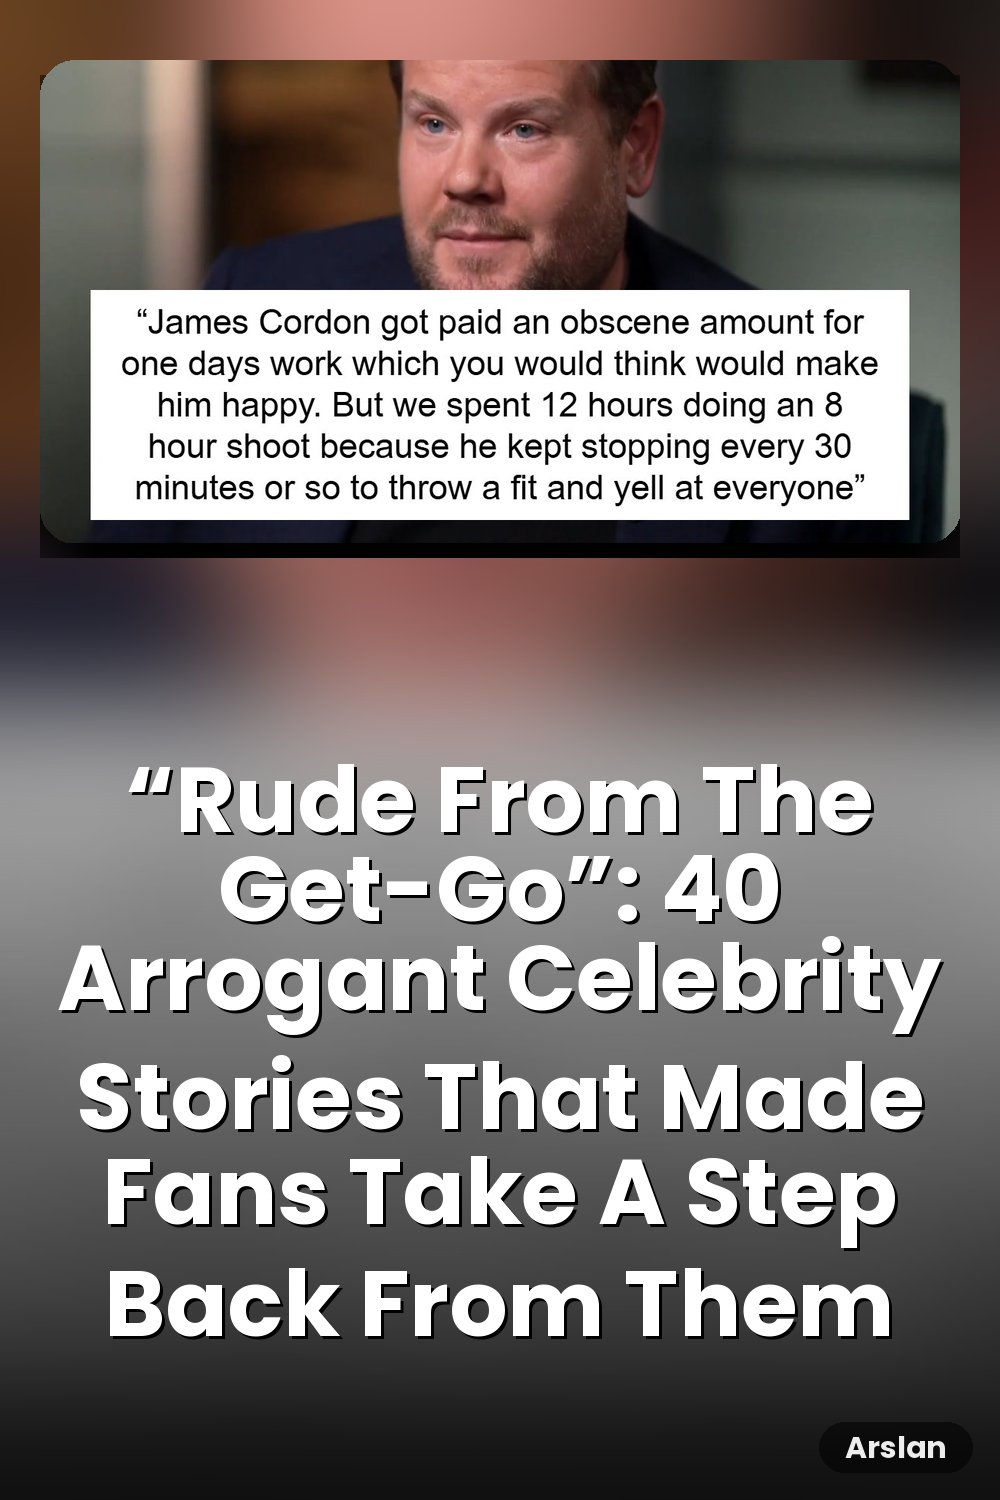 “James Cordon got paid an obscene amount for
one days work which you would think would make
him happy. But we spent 12 hours doing an 8
hour shoot because he kept stopping every 30
minutes or so to throw a fit and yell at everyone”
“Rude From The
Get-Go”: 40
Arrogant Celebrity
Stories That Made
Fans Take A Step
Back From Them
Arslan